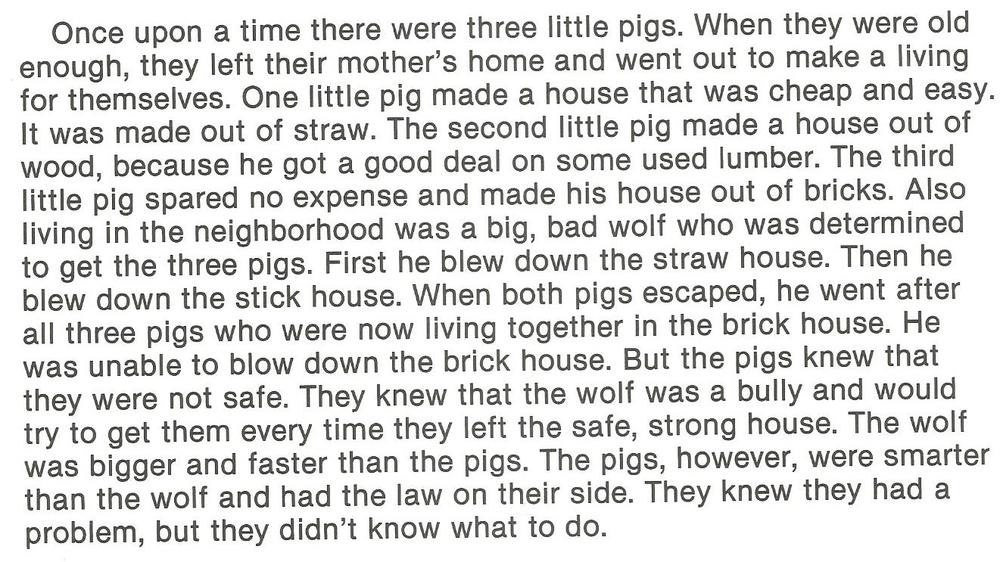 Once upon a time there were three little pigs. When they were old
enough, they left their mother's home and went out to make a living
for themselves. One little pig made a house that was cheap and easy.
It was made out of straw. The second little pig made a house out of
wood, because he got a good deal on some used lumber. The third
little pig spared no expense and made his house out of bricks. Also
living in the neighborhood was a big, bad wolf who was determined
to get the three pigs. First he blew down the straw house. Then he
blew down the stick house. When both pigs escaped, he went after
all three pigs who were now living together in the brick house. He
was unable to blow down the brick house. But the pigs knew that
they were not safe. They knew that the wolf was a bully and would
try to get them every time they left the safe, strong house. The wolf
was bigger and faster than the pigs. The pigs, however, were smarter
than the wolf and had the law on their side. They knew they had a
problem, but they didn't know what to do.